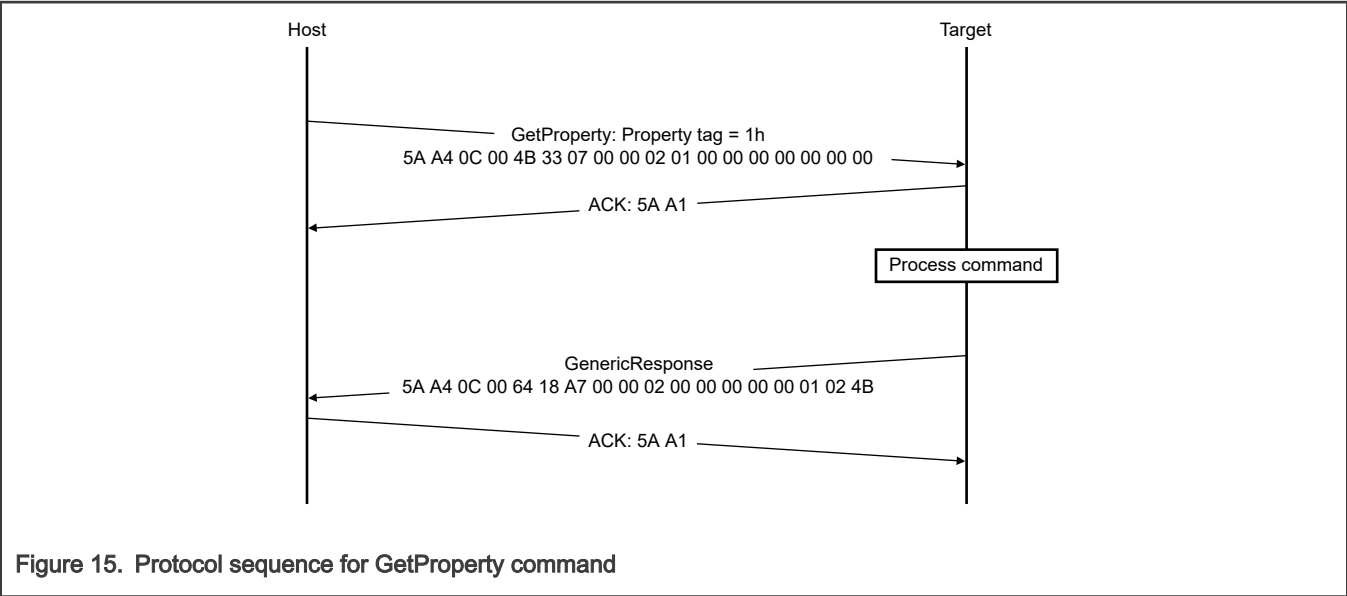 Host
Target
GetProperty: Property tag = 1h
5A A4 0C 00 4B 33 07 00 00 02 01 00 00 00 00 00 00 00
ACK: 5A A1
Process command
GenericResponse
5A A4 0C 00 64 18 A7 00 00 02 00 00 00 00 00 01 02 4B
ACK: 5A A1
Figure 15. Protocol sequence for GetProperty command